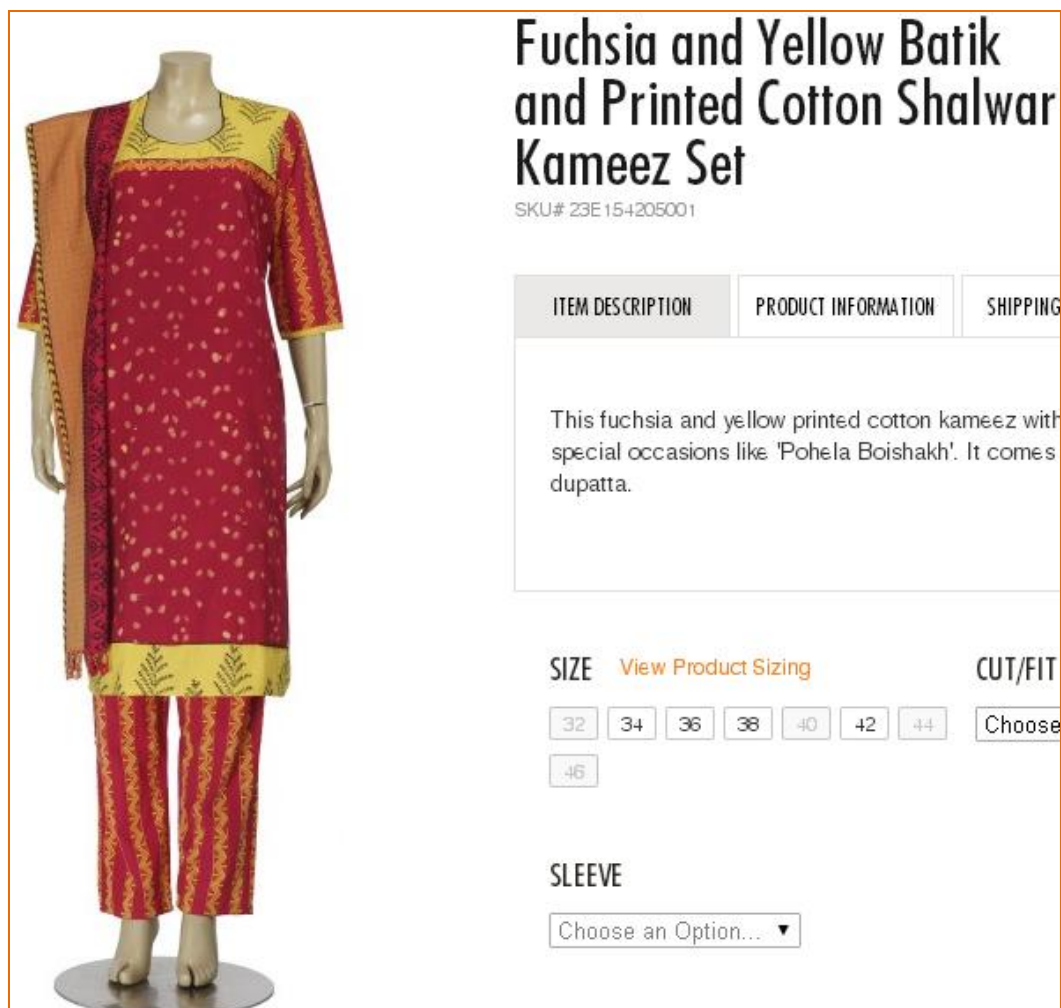 Fuchsia and Yellow Batik
and Printed Cotton Shalwar
Kameez Set
SKU# 23E154205001
ITEM DESCRIPTION
PRODUCT INFORMATION
SHIPPING
This fuchsia and yellow printed cotton kameez with
special occasions like 'Pohela Boishakh'. It comes
dupatta.
SIZE
View Product Sizing
CUT/FIT
32 34 36 38 40 42 44
Choose
46
SLEEVE
Choose an Option...